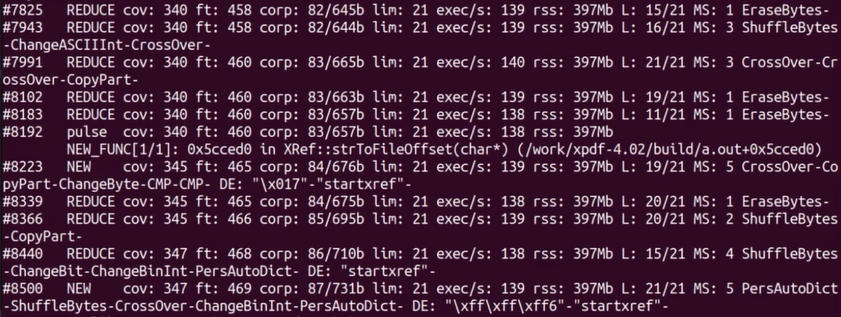 #7825   REDUCE cov: 340 ft: 458 corp: 82/645b lim: 21 exec/s: 139 rss: 397Mb L: 15/21 MS: 1 EraseBytes-
#7943   REDUCE cov: 340 ft: 458 corp: 82/644b lim: 21 exec/s: 139 rss: 397Mb L: 16/21 MS: 3 ShuffleBytes
-ChangeASCIIInt-CrossOver-
#7991   REDUCE cov: 340 ft: 460 corp: 83/665b lim: 21 exec/s: 140 rss: 397Mb L: 21/21 MS: 3 CrossOver-Cr
ossOver-CopyPart-
#8102   REDUCE cov: 340 ft: 460 corp: 83/663b lim: 21 exec/s: 139 rss: 397Mb L: 19/21 MS: 1 EraseBytes-
#8183   REDUCE cov: 340 ft: 460 corp: 83/657b lim: 21 exec/s: 138 rss: 397Mb L: 11/21 MS: 1 EraseBytes-
#8192   pulse  cov: 340 ft: 460 corp: 83/657b lim: 21 exec/s: 138 rss: 397Mb
        NEW_FUNC[1/1]: 0x5cced0 in XRef::strToFileOffset(char*) (/work/xpdf-4.02/build/a.out+0x5cced0)
#8223   NEW    cov: 345 ft: 465 corp: 84/676b lim: 21 exec/s: 139 rss: 397Mb L: 19/21 MS: 5 CrossOver-Co
pyPart-ChangeByte-CMP-CMP- DE: "\x017"-"startxref"-
#8339   REDUCE cov: 345 ft: 465 corp: 84/675b lim: 21 exec/s: 138 rss: 397Mb L: 20/21 MS: 1 EraseBytes-
#8366   REDUCE cov: 345 ft: 466 corp: 85/695b lim: 21 exec/s: 139 rss: 397Mb L: 20/21 MS: 2 ShuffleBytes
-CopyPart-
#8440   REDUCE cov: 347 ft: 468 corp: 86/710b lim: 21 exec/s: 138 rss: 397Mb L: 15/21 MS: 4 ShuffleBytes
-ChangeBit-ChangeBinInt-PersAutoDict- DE: "startxref"-
#8500   NEW    cov: 347 ft: 469 corp: 87/731b lim: 21 exec/s: 139 rss: 397Mb L: 21/21 MS: 5 PersAutoDict
-ShuffleBytes-CrossOver-ChangeBinInt-PersAutoDict- DE: "\xff\xff\xff6"-"startxref"-